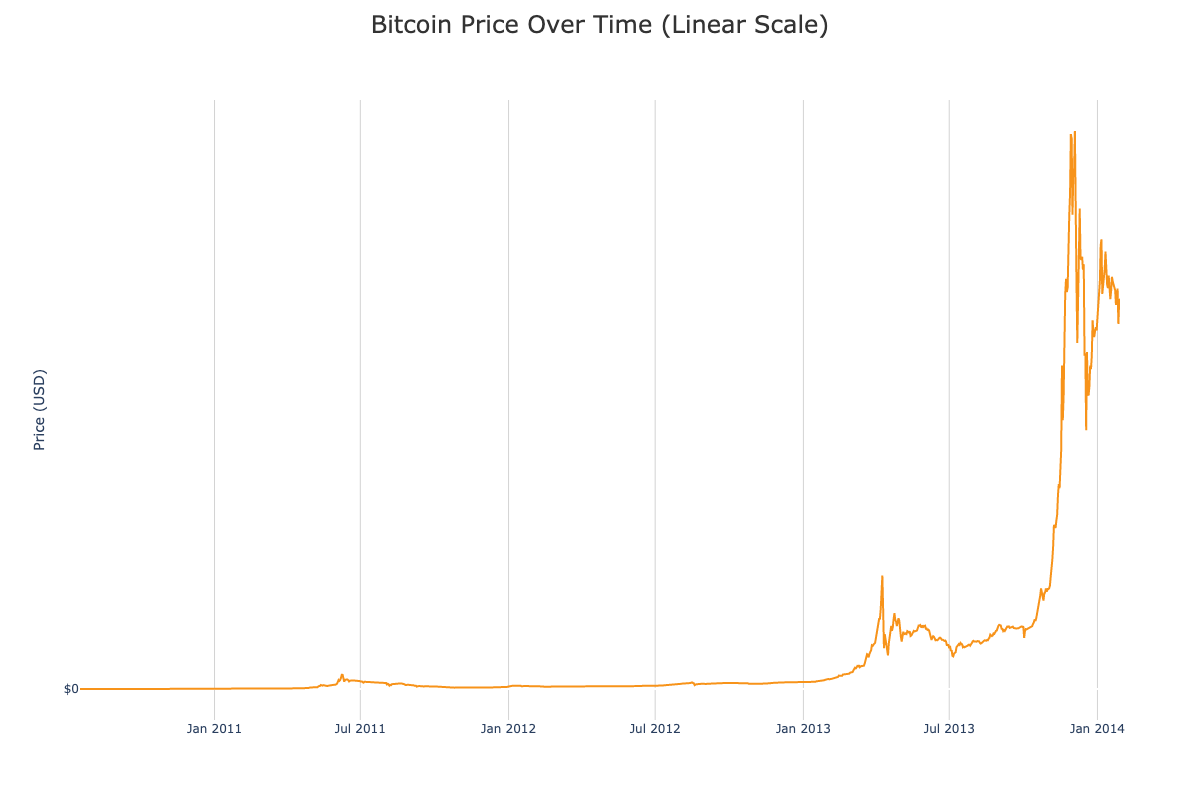 Bitcoin Price Over Time (Linear Scale)
Price (USD)
$0
Jan 2011
Jul 2011
Jan 2012
Jul 2012
Jan 2013
Jul 2013
Jan 2014